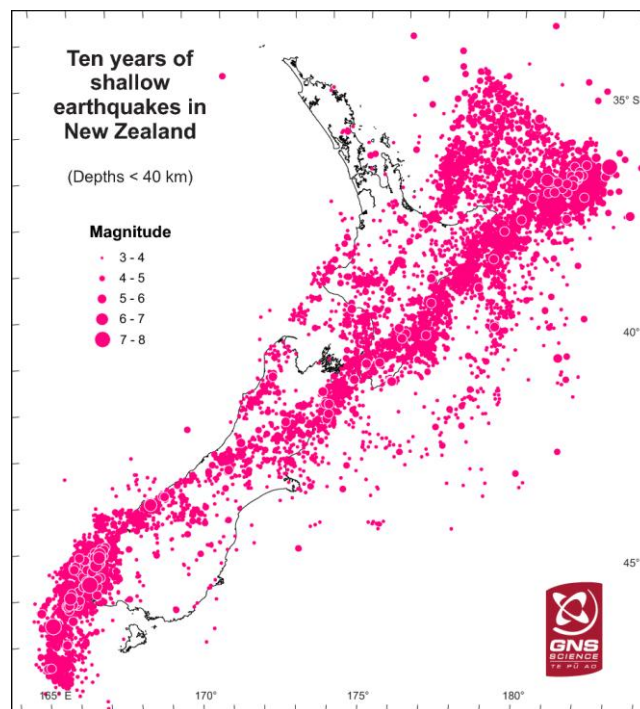 Ten years of
shallow
earthquakes in
New Zealand
(Depths < 40 km)
Magnitude
3 - 4
4 - 5
5 - 6
6 - 7
7 - 8
35° S
40°
45°
165° E
170°
175°
180°
GNS
SCIENCE
TE PŪ AO